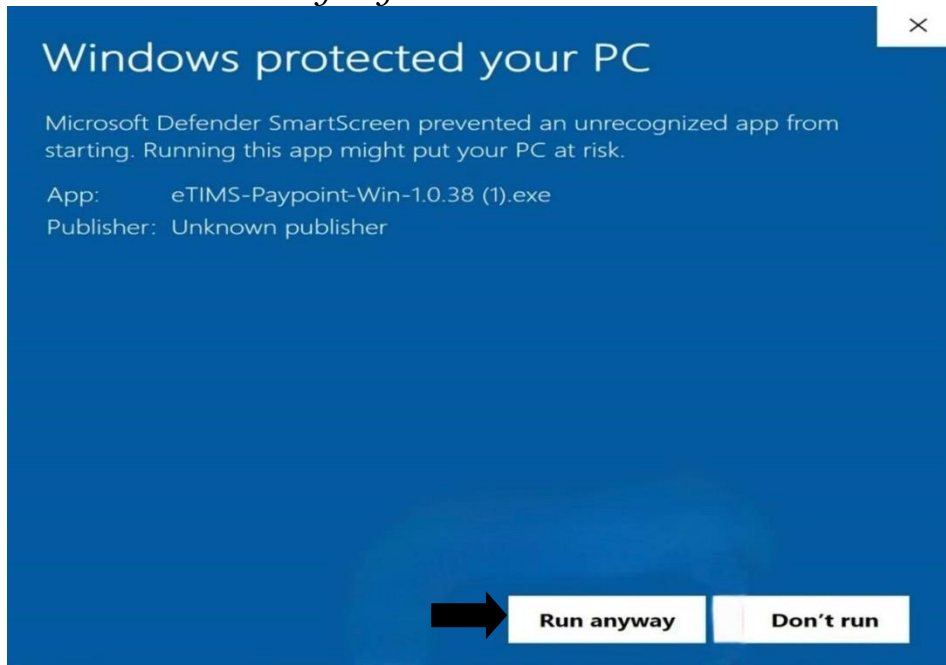 Windows protected your PC
Microsoft Defender SmartScreen prevented an unrecognized app from
starting. Running this app might put your PC at risk.
App: eTIMS-Paypoint-Win-1.0.38 (1).exe
Publisher: Unknown publisher
Run anyway Don't run